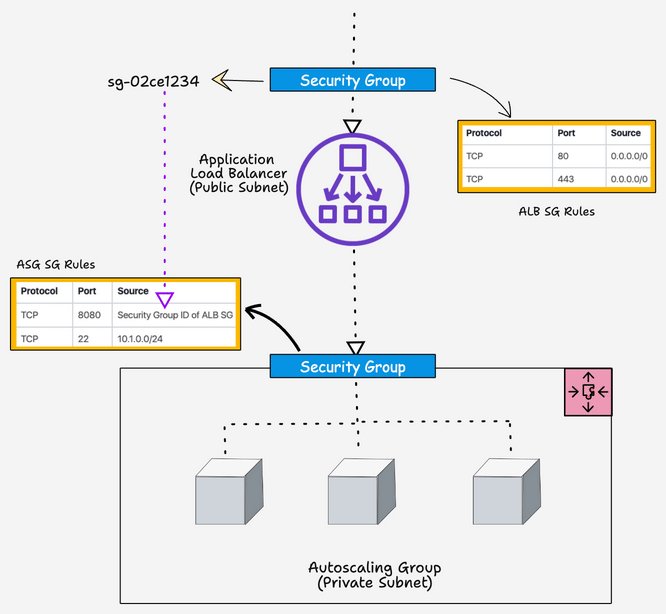 sg-02ce1234
Security Group
Protocol Port Source
TCP 80 0.0.0.0/0
TCP 443 0.0.0.0/0
ALB SG Rules
Application
Load Balancer
(Public Subnet)
ASG SG Rules
Protocol Port Source
TCP 8080 Security Group ID of ALB SG
TCP 22 10.1.0.0/24
Security Group
Autoscaling Group
(Private Subnet)